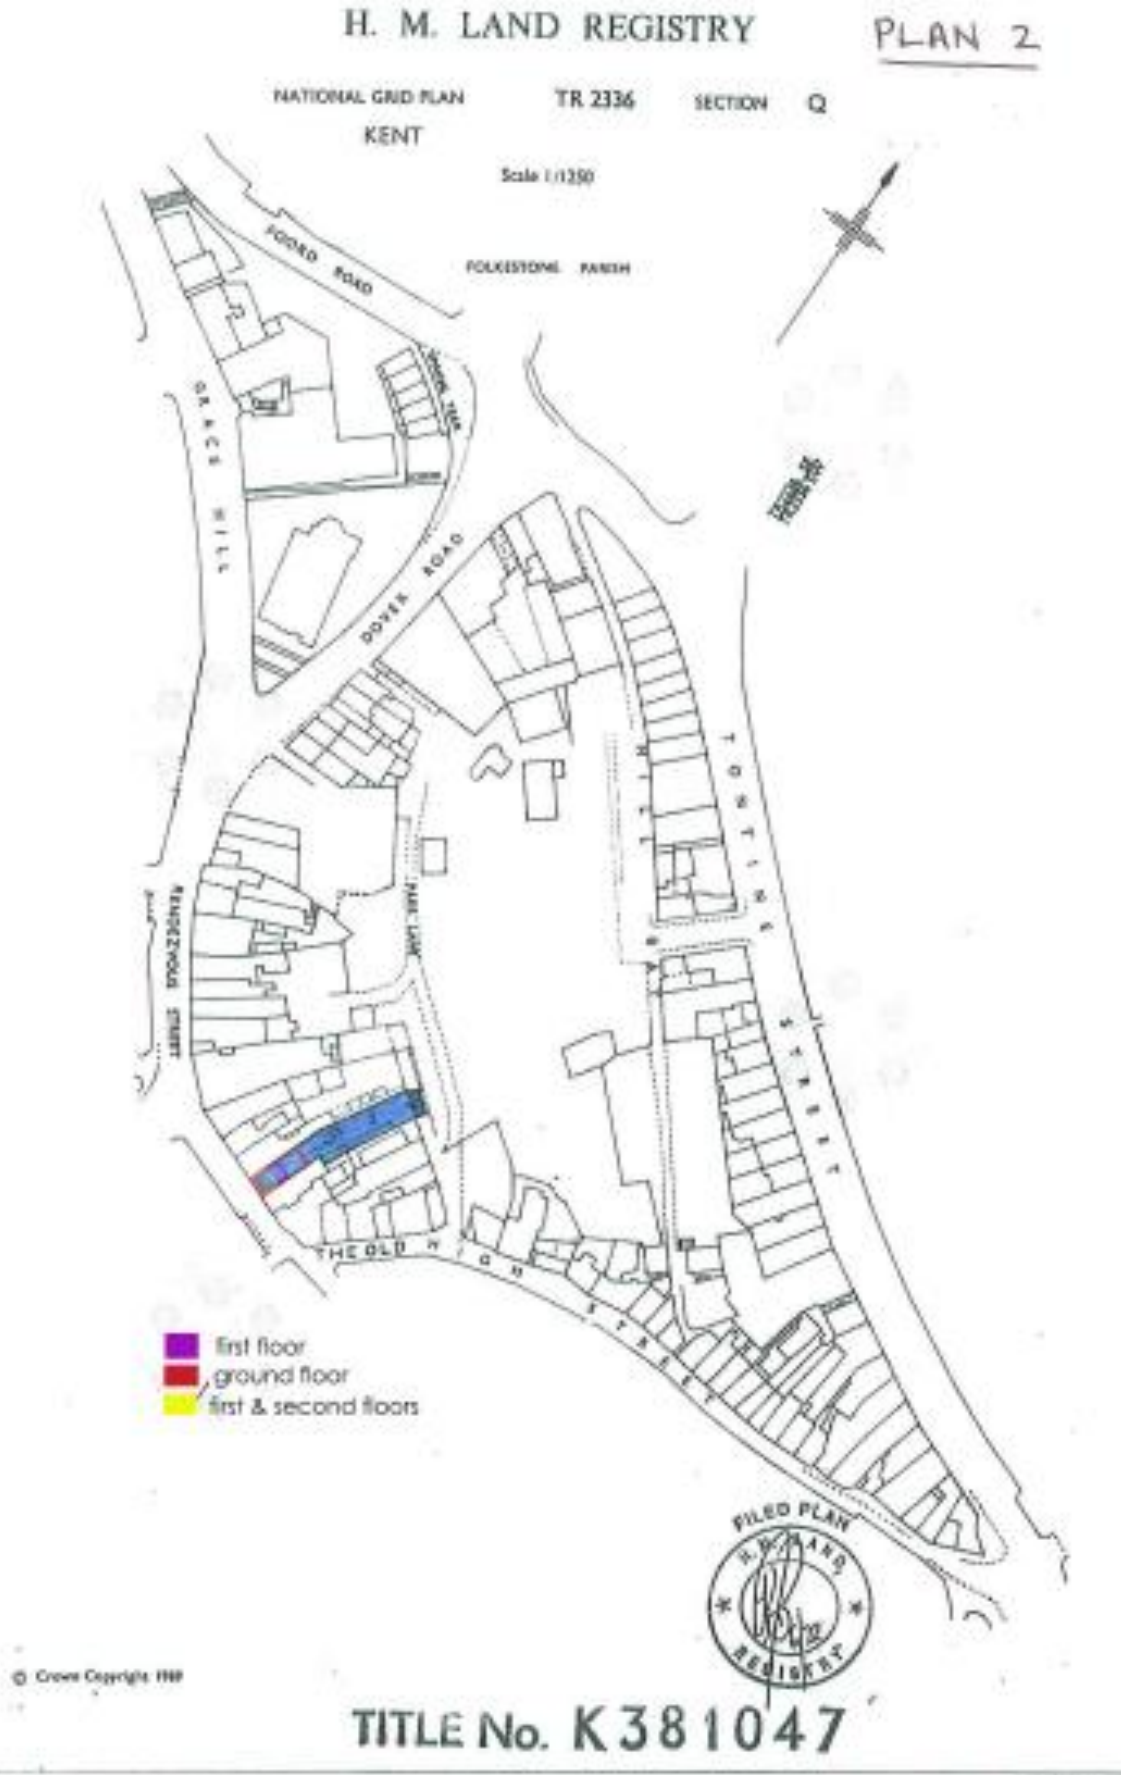 H. M. LAND REGISTRY
PLAN 2
NATIONAL GRID PLAN TR 2336 SECTION Q
KENT
Scale 1/1250
FOLKESTONE PARISH
FOORD ROAD
GRACE HILL
DOVER ROAD
TONTINE STREET
HILL
PARK LANE
RENDEZVOUS STREET
THE OLD HIGH STREET
first floor
ground floor
first & second floors
FILED PLAN
H.M. LAND
REGISTRY
© Crown Copyright 1969
TITLE No. K381047